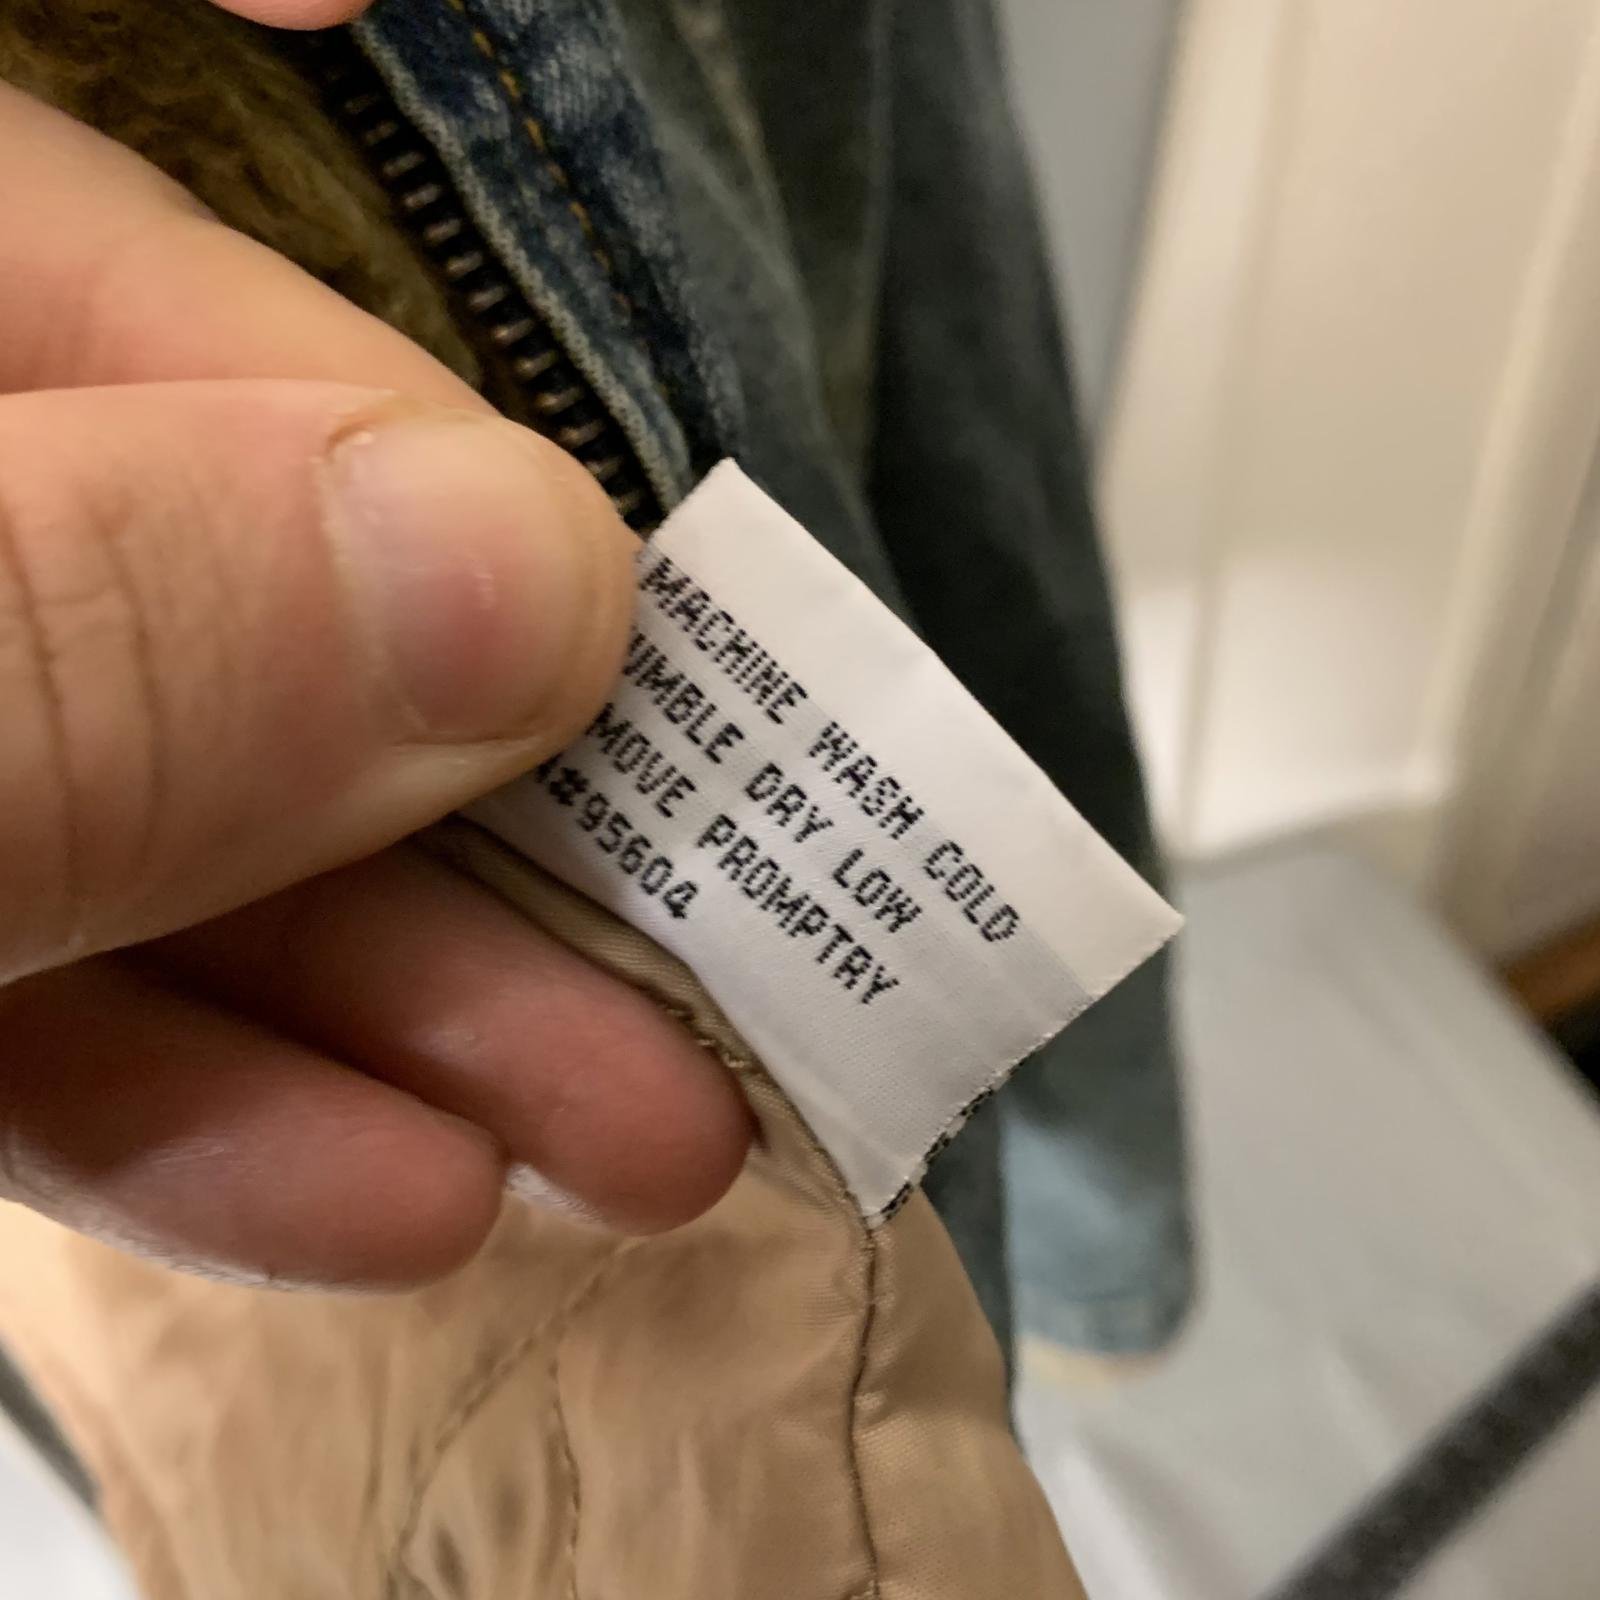 MACHINE WASH COLD
UMBLE DRY LOW
MOVE PROMPTRY
#95604